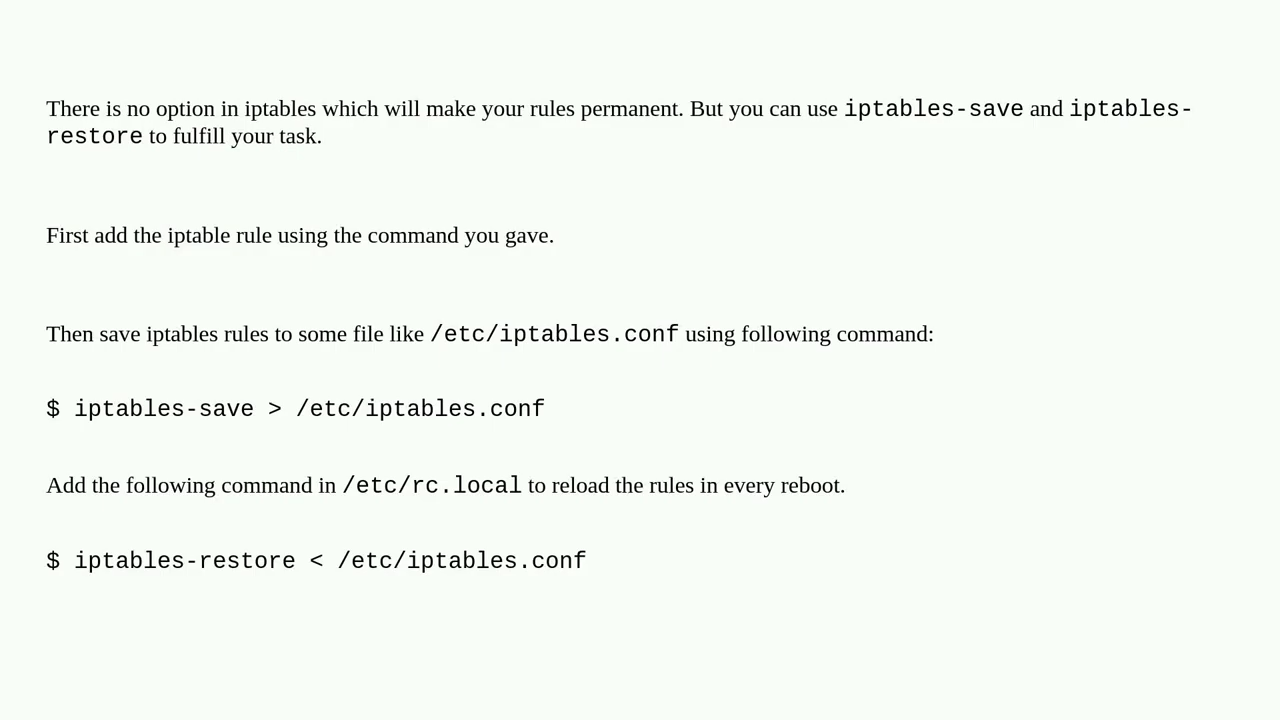 There is no option in iptables which will make your rules permanent. But you can use iptables-save and iptables-
restore to fulfill your task.
First add the iptable rule using the command you gave.
Then save iptables rules to some file like /etc/iptables.conf using following command:
$ iptables-save > /etc/iptables.conf
Add the following command in /etc/rc.local to reload the rules in every reboot.
$ iptables-restore < /etc/iptables.conf